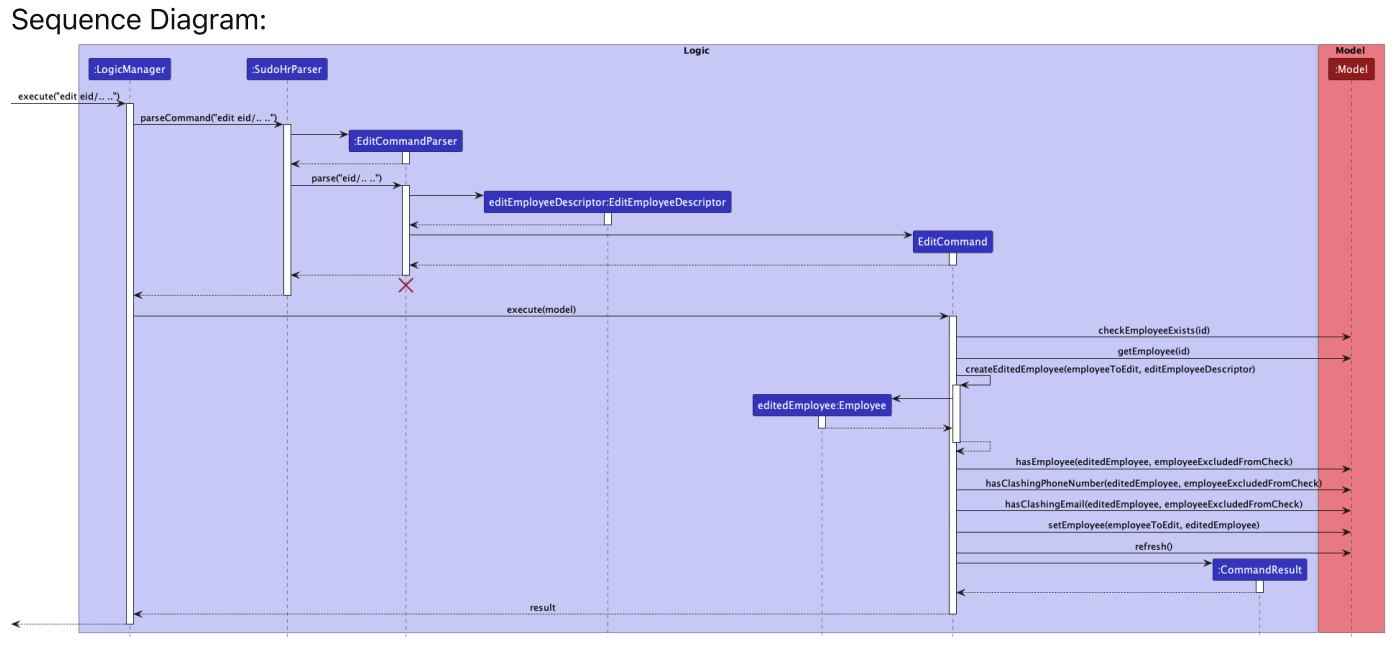 Sequence Diagram:
Logic
Model
:LogicManager
:SudoHrParser
:Model
execute("edit eid/.. ..")
parseCommand("edit eid/.. ..")
:EditCommandParser
parse("eid/.. ..")
editEmployeeDescriptor:EditEmployeeDescriptor
EditCommand
execute(model)
checkEmployeeExists(id)
getEmployee(id)
createEditedEmployee(employeeToEdit, editEmployeeDescriptor)
editedEmployee:Employee
hasEmployee(editedEmployee, employeeExcludedFromCheck)
hasClashingPhoneNumber(editedEmployee, employeeExcludedFromCheck)
hasClashingEmail(editedEmployee, employeeExcludedFromCheck)
setEmployee(employeeToEdit, editedEmployee)
refresh()
:CommandResult
result